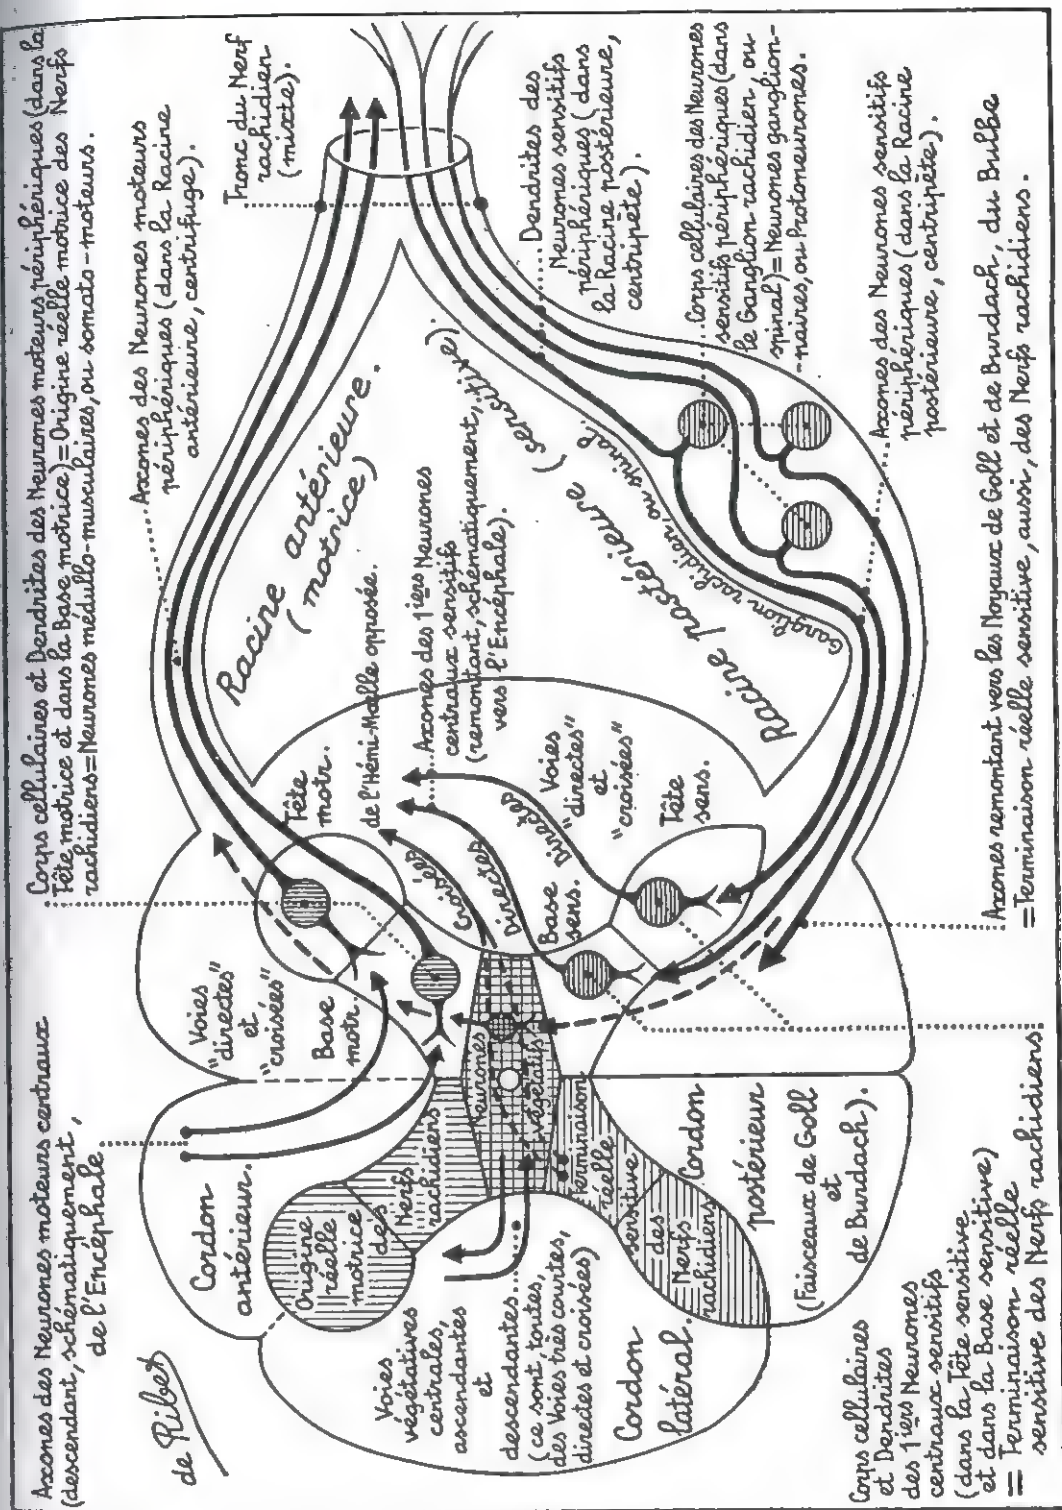 Axones des Neurones moteurs centraux
(descendant, schématiquement,
de l'Encéphale
Corps cellulaires et Dendrites des Neurones moteurs périphériques (dans la
Tête motrice et dans la Base motrice) = Origine réelle motrice des Nerfs
rachidiens = Neurones médullo-musculaires, ou somato-moteurs.
Axones des Neurones moteurs
périphériques (dans la Racine
antérieure, centrifuge).
Tronc du Nerf
rachidien
(mixte).
de Ribet
Cordon
antérieur.
Voies
"directes"
et
"croisées"
Base
motr.
Tête
motr.
de l'Hémi-Moelle opposée.
Racine antérieure.
(motrice)
Origine
réelle
motrice
des
Nerfs
rachidiens
Neurones
végétatifs
Croisées
Directes
Axones des 1iers Neurones
centraux sensitifs
(remontant, schématiquement,
vers l'Encéphale).
Dendrites des
Neurones sensitifs
périphériques (dans
la Racine postérieure,
centripète).
Voies
végétatives
centrales,
ascendantes
et
descendantes...
(ce sont, toutes,
des Voies très courtes,
directes et croisées)
Terminaison
réelle
sensitive
des
Nerfs
rachidiens
Base
sens.
Directes
Voies
"directes"
et
"croisées"
Tête
sens.
Racine postérieure (sensitive).
Ganglion rachidien, ou spinal.
Corps cellulaires des Neurones
sensitifs périphériques (dans
le Ganglion rachidien, ou
spinal) = Neurones ganglion-
-naires, ou Protoneurones.
Cordon
latéral.
Cordon
postérieur
(Faisceaux de Goll
et
de Burdach).
Axones des Neurones sensitifs
périphériques (dans la Racine
postérieure, centripète).
Corps cellulaires
et Dendrites
des 1iers Neurones
centraux sensitifs
(dans la Tête sensitive
et dans la Base sensitive)
= Terminaison réelle
sensitive des Nerfs rachidiens
Axones remontant vers les Noyaux de Goll et de Burdach, du Bulbe
= Terminaison réelle sensitive, aussi, des Nerfs rachidiens.